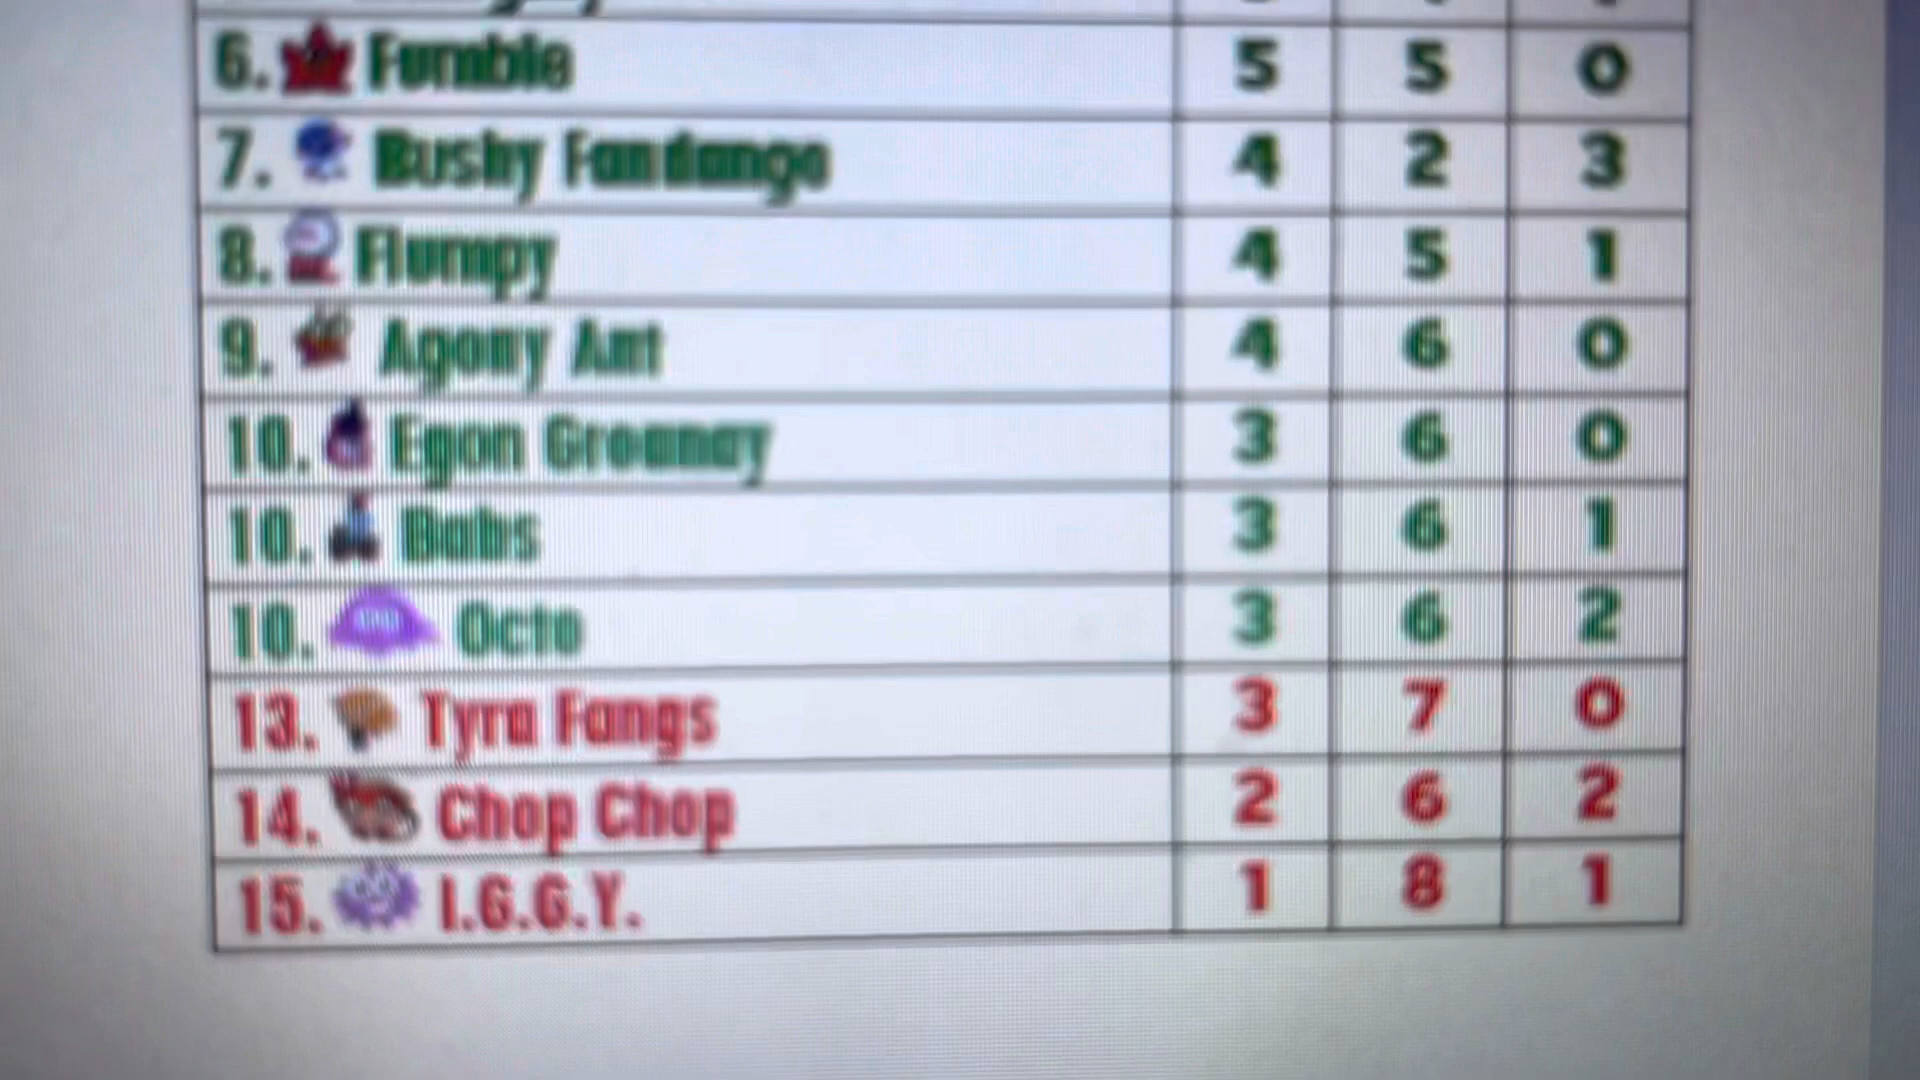 6. Fumble 5 5 0
7. Bushy Fandango 4 2 3
8. Flumpy 4 5 1
9. Agony Ant 4 6 0
10. Egon Groanay 3 6 0
10. Babs 3 6 1
10. Octo 3 6 2
13. Tyra Fangs 3 7 0
14. Chop Chop 2 6 2
15. I.G.G.Y. 1 8 1